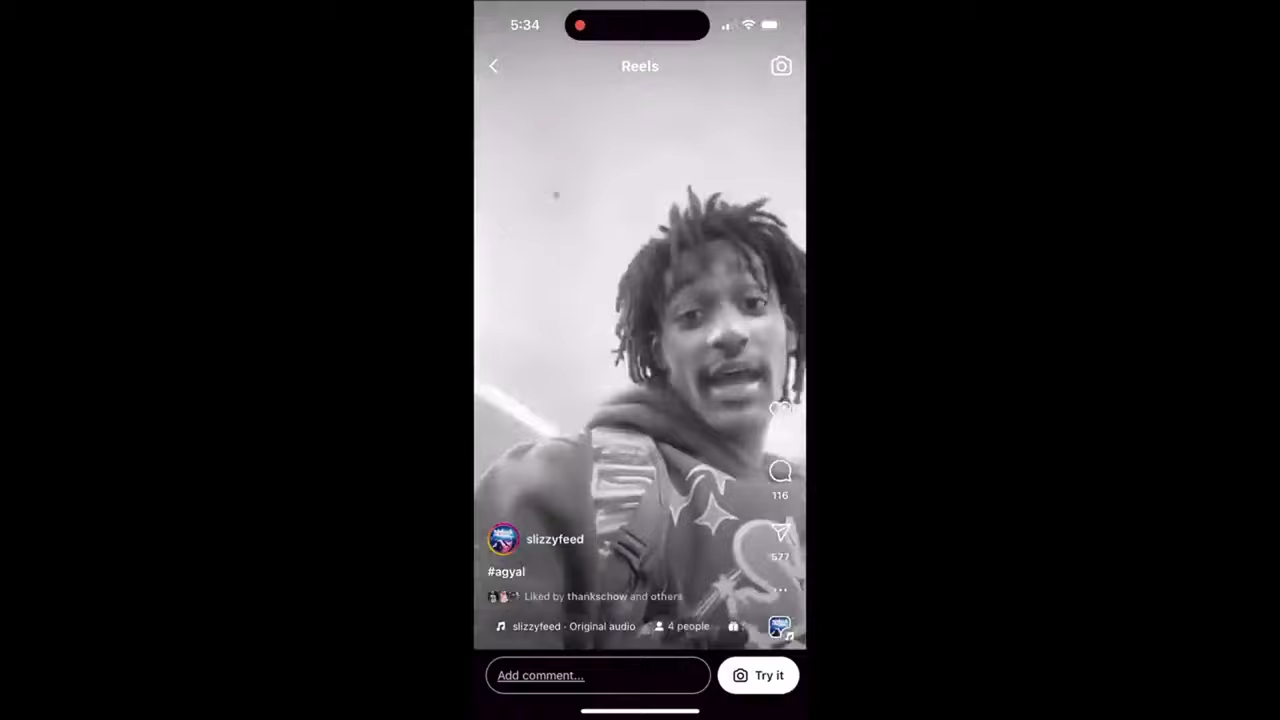 5:34
Reels
116
577
slizzyfeed
#agyal
Liked by thankschow and others
slizzyfeed · Original audio 4 people
Add comment...
Try it